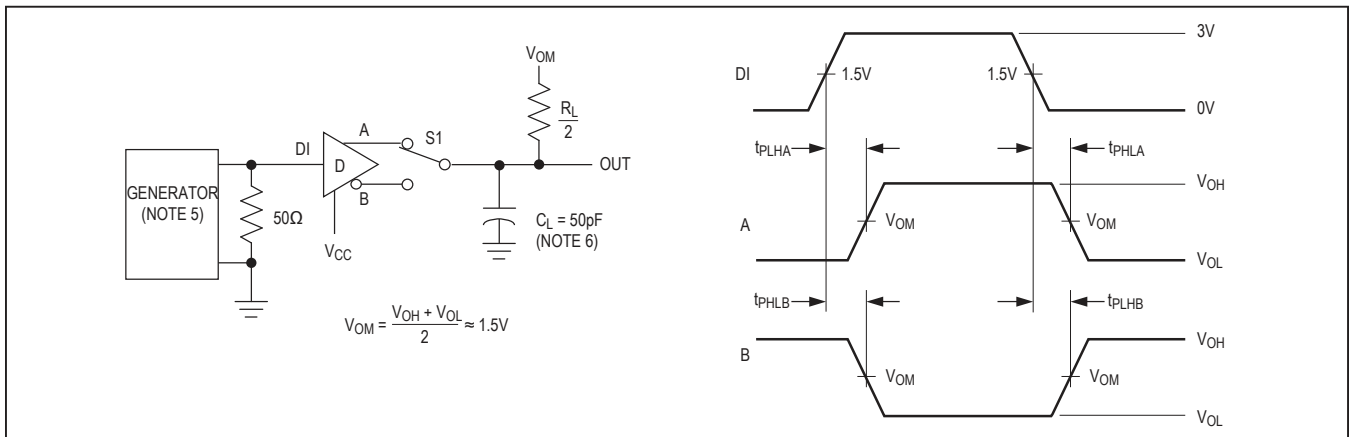 V_OM
R_L
2
A
S1
DI
D
OUT
GENERATOR
(NOTE 5)
50Ω
B
C_L = 50pF
(NOTE 6)
V_CC
V_OM = V_OH + V_OL / 2 ≈ 1.5V
3V
DI
1.5V
1.5V
0V
t_PLHA
t_PLHA
V_OH
A
V_OM
V_OM
V_OL
t_PHLB
t_PLHB
V_OH
B
V_OM
V_OM
V_OL